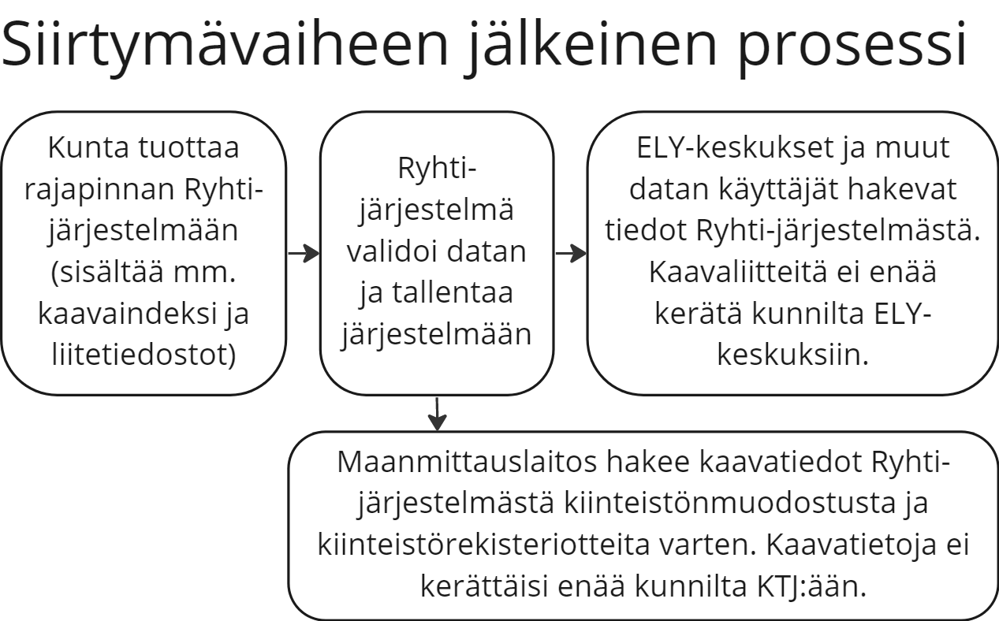 Siirtymävaiheen jälkeinen prosessi
Kunta tuottaa
rajapinnan Ryhti-
järjestelmään
(sisältää mm.
kaavaindeksi ja
liitetiedostot)
Ryhti-
järjestelmä
validoi datan
ja tallentaa
järjestelmään
ELY-keskukset ja muut
datan käyttäjät hakevat
tiedot Ryhti-järjestelmästä.
Kaavaliitteitä ei enää
kerätä kunnilta ELY-
keskuksiin.
Maanmittauslaitos hakee kaavatiedot Ryhti-
järjestelmästä kiinteistönmuodostusta ja
kiinteistörekisteriotteita varten. Kaavatietoja ei
kerättäisi enää kunnilta KTJ:ään.